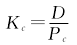 K_c = D / P_c